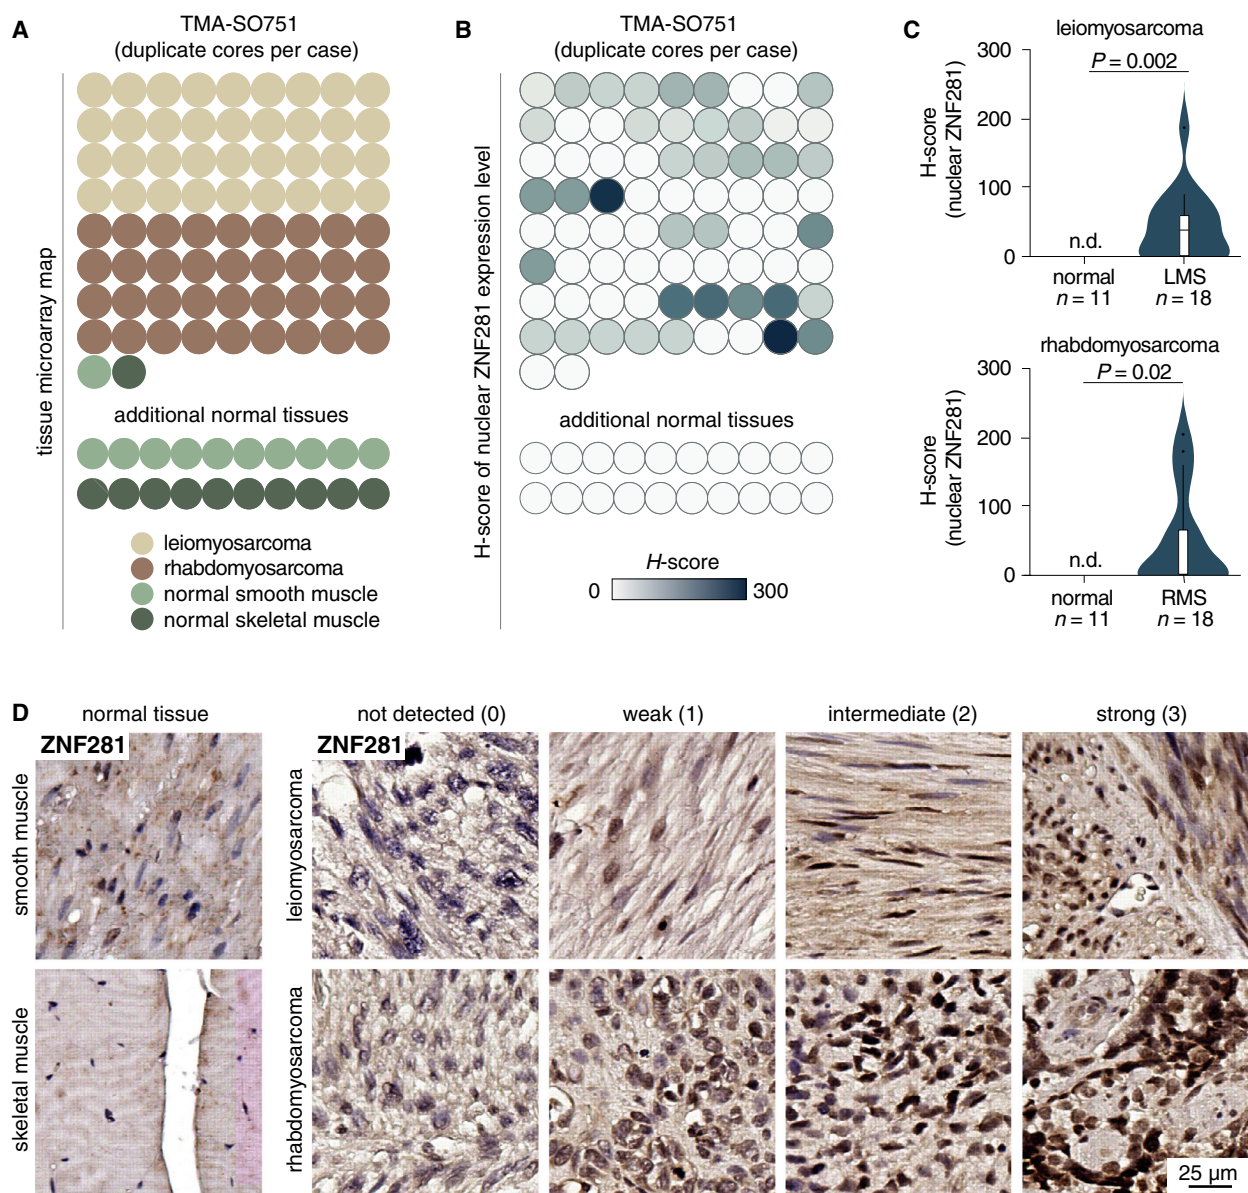 A
TMA-SO751
(duplicate cores per case)
tissue microarray map
additional normal tissues
leiomyosarcoma
rhabdomyosarcoma
normal smooth muscle
normal skeletal muscle
B
TMA-SO751
(duplicate cores per case)
H-score of nuclear ZNF281 expression level
additional normal tissues
H-score
0 300
C
leiomyosarcoma
P = 0.002
H-score
(nuclear ZNF281)
300
200
100
0
n.d.
normal LMS
n = 11 n = 18
rhabdomyosarcoma
P = 0.02
H-score
(nuclear ZNF281)
300
200
100
0
n.d.
normal RMS
n = 11 n = 18
D
normal tissue not detected (0) weak (1) intermediate (2) strong (3)
ZNF281 ZNF281
smooth muscle
leiomyosarcoma
skeletal muscle
rhabdomyosarcoma
25 µm